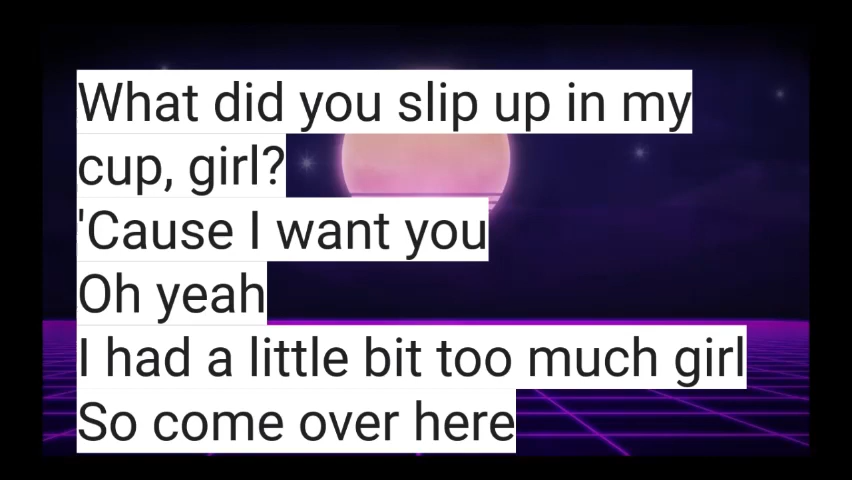 What did you slip up in my
cup, girl?
'Cause I want you
Oh yeah
I had a little bit too much girl
So come over here